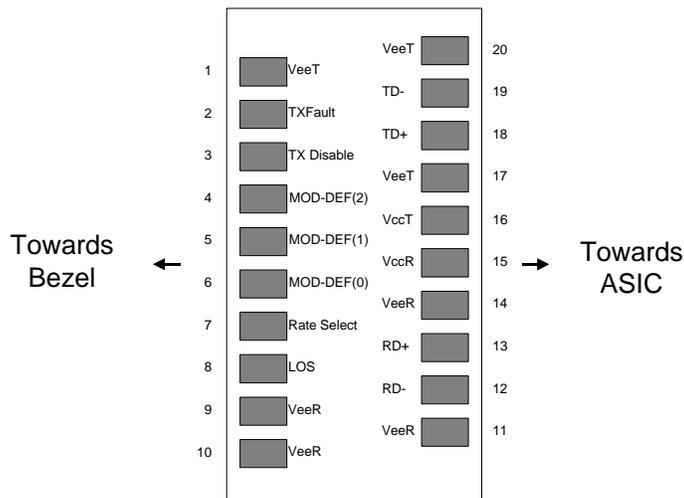 VeeT 20
1 VeeT
TD- 19
2 TXFault
TD+ 18
3 TX Disable
VeeT 17
4 MOD-DEF(2)
VccT 16
5 MOD-DEF(1)
Towards
Bezel
VccR 15
Towards
ASIC
6 MOD-DEF(0)
VeeR 14
7 Rate Select
RD+ 13
8 LOS
RD- 12
9 VeeR
VeeR 11
10 VeeR